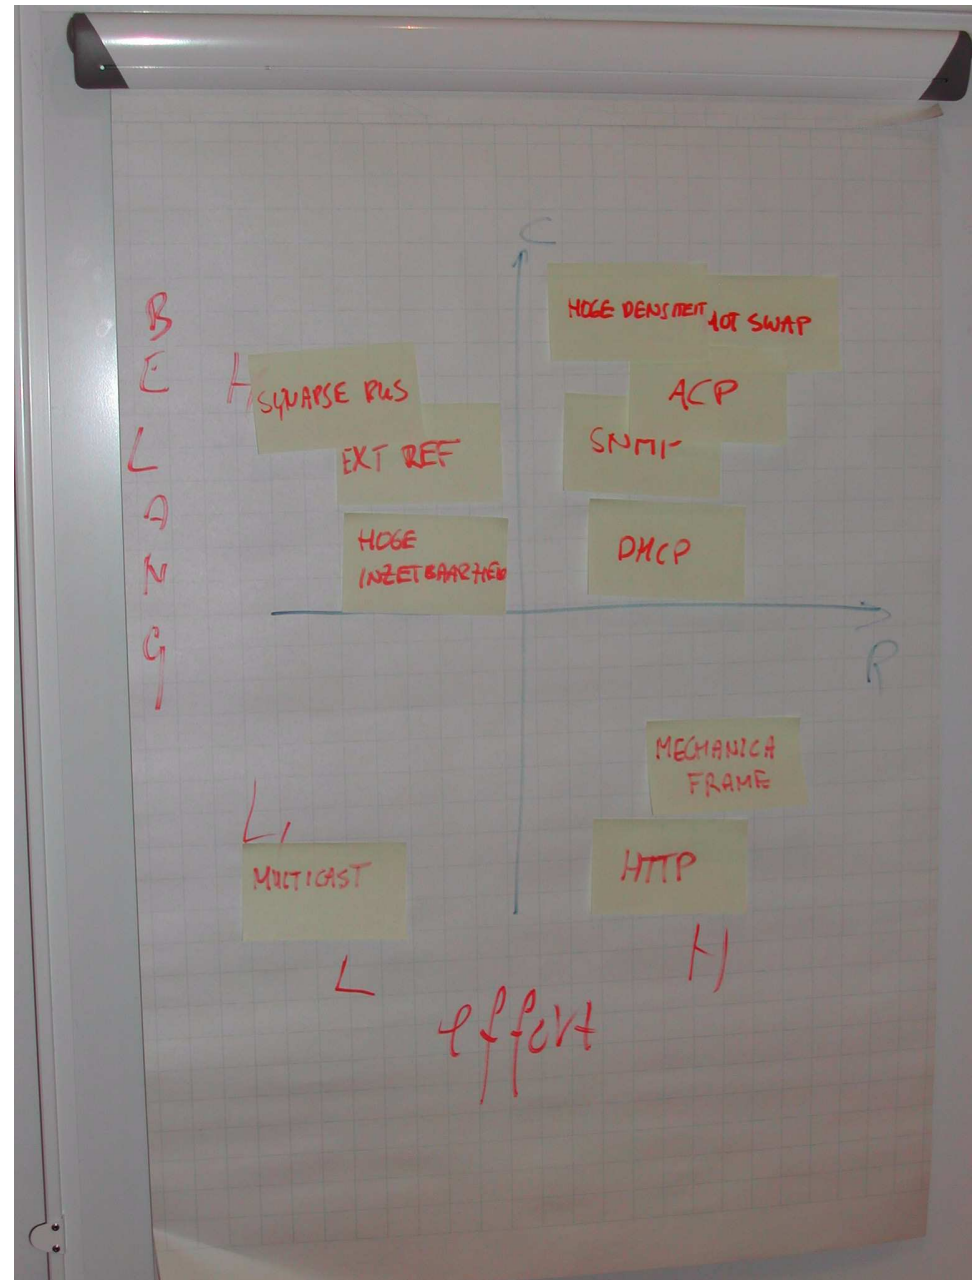 C
HOGE DENSITEIT
HOT SWAP
BELANG
H
SYNAPSE BUS
ACP
EXT REF
SNMP
HOGE
INZETBAARHEID
DHCP
R
MECHANICA
FRAME
L
MULTICAST
HTTP
L
H
effort